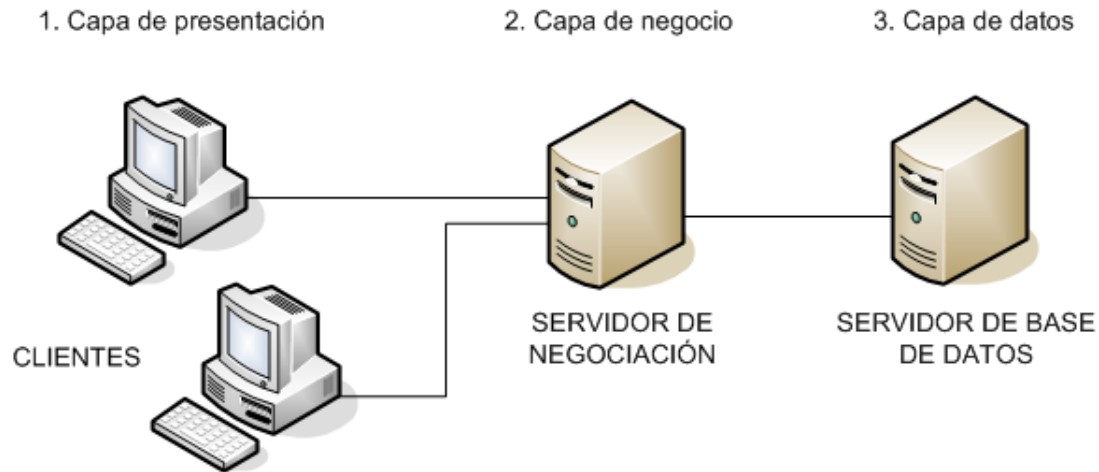 1. Capa de presentación
2. Capa de negocio
3. Capa de datos
CLIENTES
SERVIDOR DE
NEGOCIACIÓN
SERVIDOR DE BASE
DE DATOS